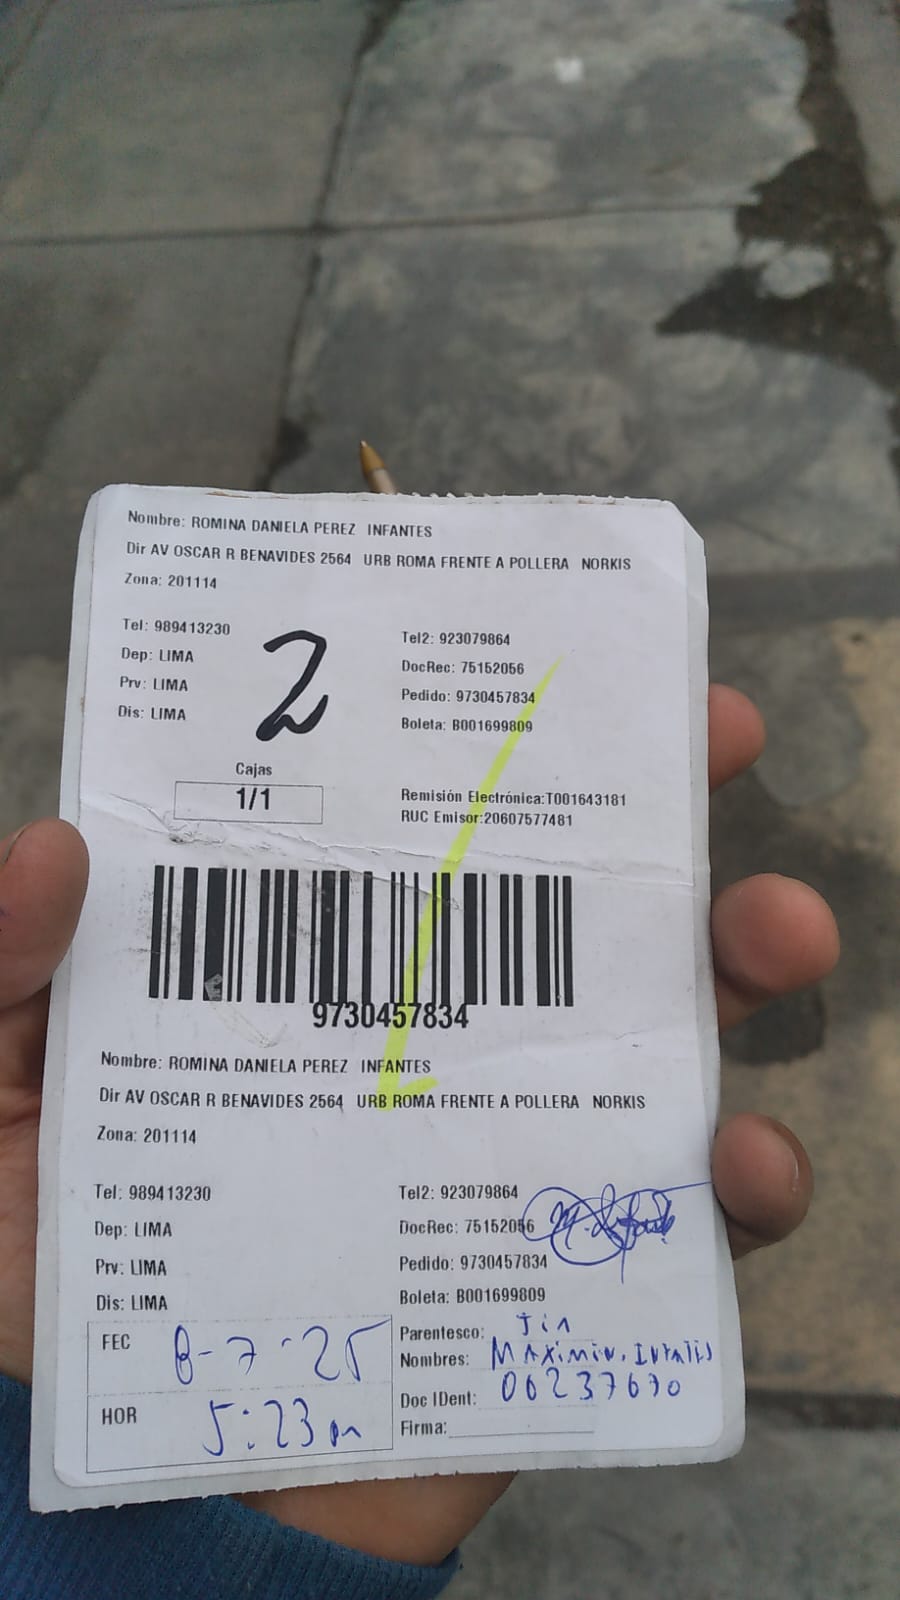 Nombre: ROMINA DANIELA PEREZ INFANTES
Dir AV OSCAR R BENAVIDES 2564 URB ROMA FRENTE A POLLERA NORKIS
Zona: 201114
Tel: 989413230
Dep: LIMA
Prv: LIMA
Dis: LIMA
2
Tel2: 923079864
DocRec: 75152056
Pedido: 9730457834
Boleta: B001699809
Cajas
1/1
Remisión Electrónica:T001643181
RUC Emisor:20607577481
9730457834
Nombre: ROMINA DANIELA PEREZ INFANTES
Dir AV OSCAR R BENAVIDES 2564 URB ROMA FRENTE A POLLERA NORKIS
Zona: 201114
Tel: 989413230
Dep: LIMA
Prv: LIMA
Dis: LIMA
Tel2: 923079864
DocRec: 75152056
Pedido: 9730457834
Boleta: B001699809
FEC 8-7-25
HOR 5:23
Parentesco:
Nombres:
Doc IDent: 06237670
Firma: